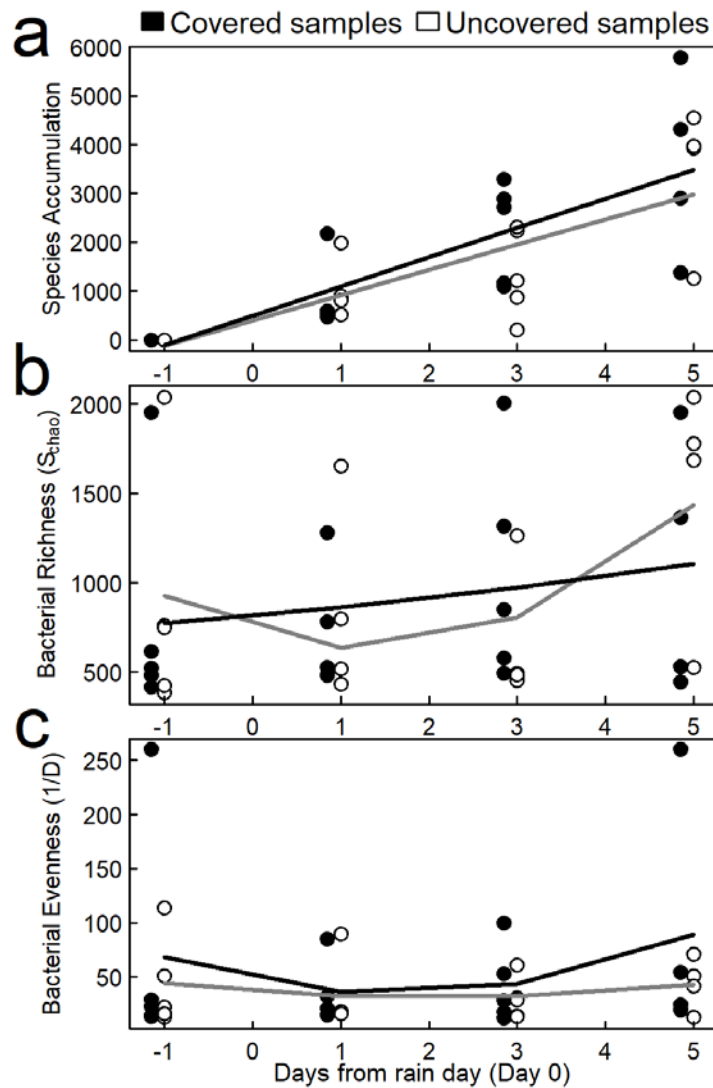 Covered samples Uncovered samples
a
Species Accumulation
6000
5000
4000
3000
2000
1000
0
-1 0 1 2 3 4 5
b
Bacterial Richness (Schao)
2000
1500
1000
500
-1 0 1 2 3 4 5
c
Bacterial Evenness (1/D)
250
200
150
100
50
-1 0 1 2 3 4 5
Days from rain day (Day 0)